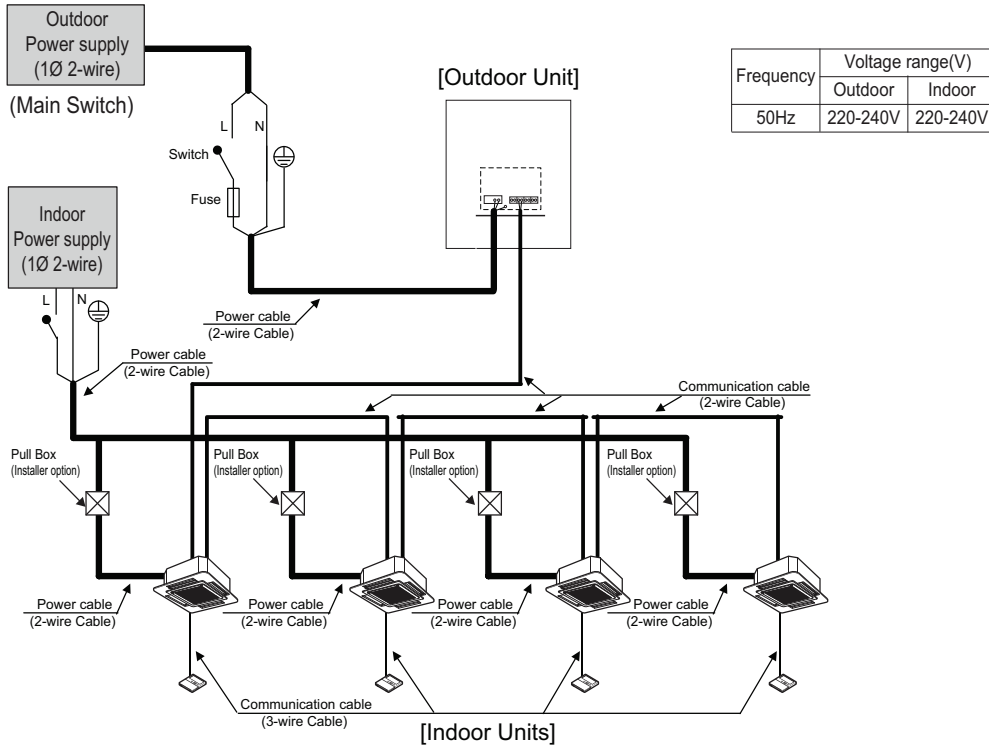 Outdoor
Power supply
(1Ø 2-wire)
(Main Switch)
L
N
Switch
Fuse
[Outdoor Unit]
Frequency
Voltage range(V)
Outdoor
Indoor
50Hz
220-240V
220-240V
Indoor
Power supply
(1Ø 2-wire)
L
N
Power cable
(2-wire Cable)
Power cable
(2-wire Cable)
Communication cable
(2-wire Cable)
Pull Box
(Installer option)
Pull Box
(Installer option)
Pull Box
(Installer option)
Pull Box
(Installer option)
Power cable
(2-wire Cable)
Power cable
(2-wire Cable)
Power cable
(2-wire Cable)
Power cable
(2-wire Cable)
Communication cable
(3-wire Cable)
[Indoor Units]